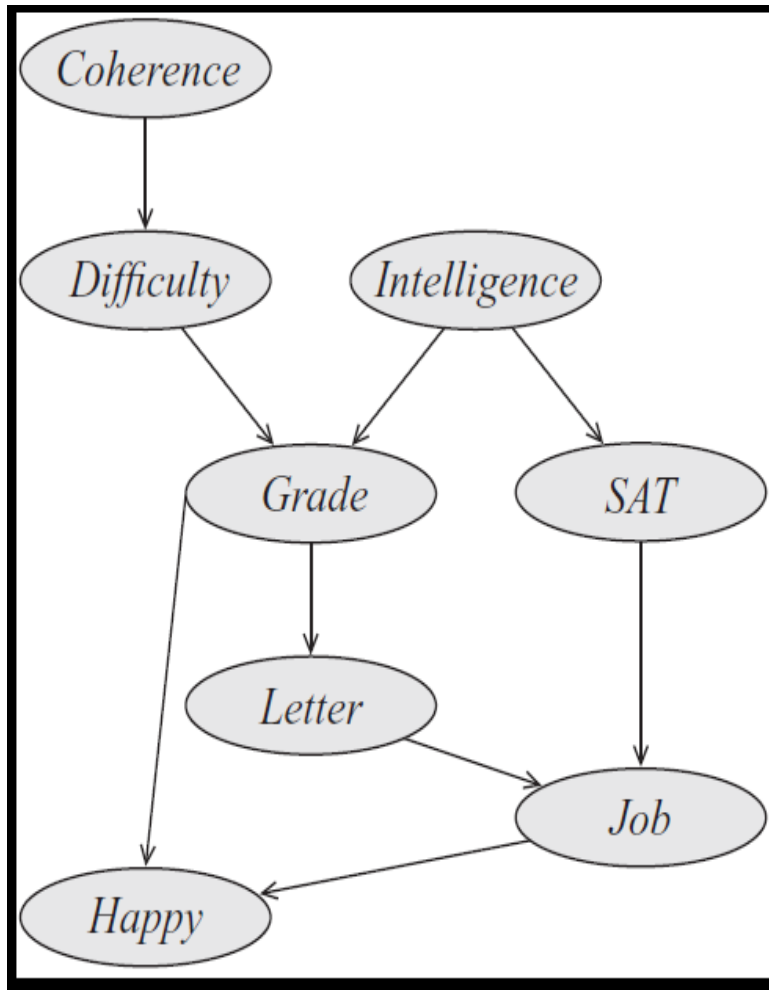 Coherence
Difficulty
Intelligence
Grade
SAT
Letter
Job
Happy